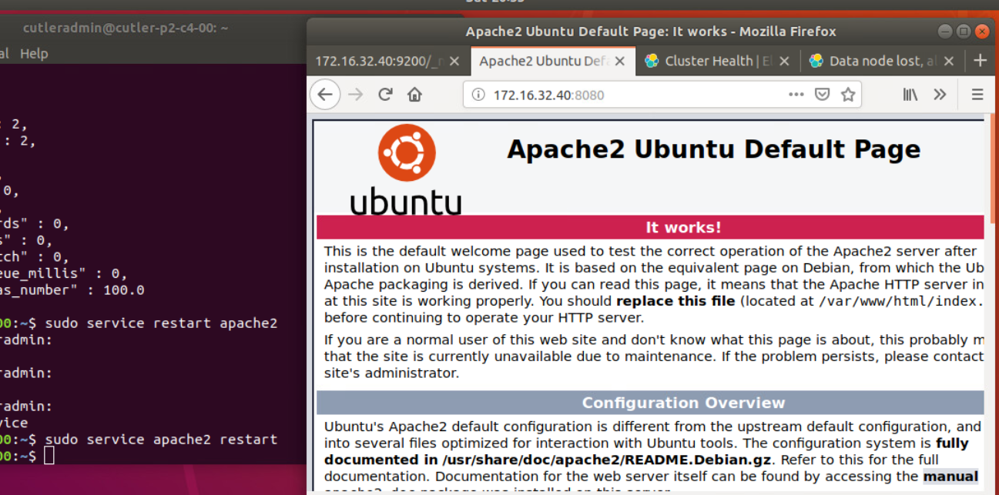 cutleradmin@cutler-p2-c4-00: ~
al Help
: 2,
: 2,
,
0,
,
rds" : 0,
s" : 0,
tch" : 0,
eue_millis" : 0,
as_number" : 100.0
00:~$ sudo service restart apache2
radmin:
radmin:
radmin:
vice
00:~$ sudo service apache2 restart
00:~$
Apache2 Ubuntu Default Page: It works - Mozilla Firefox
172.16.32.40:9200/_
Apache2 Ubuntu Def
Cluster Health | El
Data node lost, al
172.16.32.40:8080
ubuntu
Apache2 Ubuntu Default Page
It works!
This is the default welcome page used to test the correct operation of the Apache2 server after
installation on Ubuntu systems. It is based on the equivalent page on Debian, from which the Ub
Apache packaging is derived. If you can read this page, it means that the Apache HTTP server in
at this site is working properly. You should replace this file (located at /var/www/html/index.
before continuing to operate your HTTP server.
If you are a normal user of this web site and don't know what this page is about, this probably m
that the site is currently unavailable due to maintenance. If the problem persists, please contact
site's administrator.
Configuration Overview
Ubuntu's Apache2 default configuration is different from the upstream default configuration, and
into several files optimized for interaction with Ubuntu tools. The configuration system is fully
documented in /usr/share/doc/apache2/README.Debian.gz. Refer to this for the full
documentation. Documentation for the web server itself can be found by accessing the manual